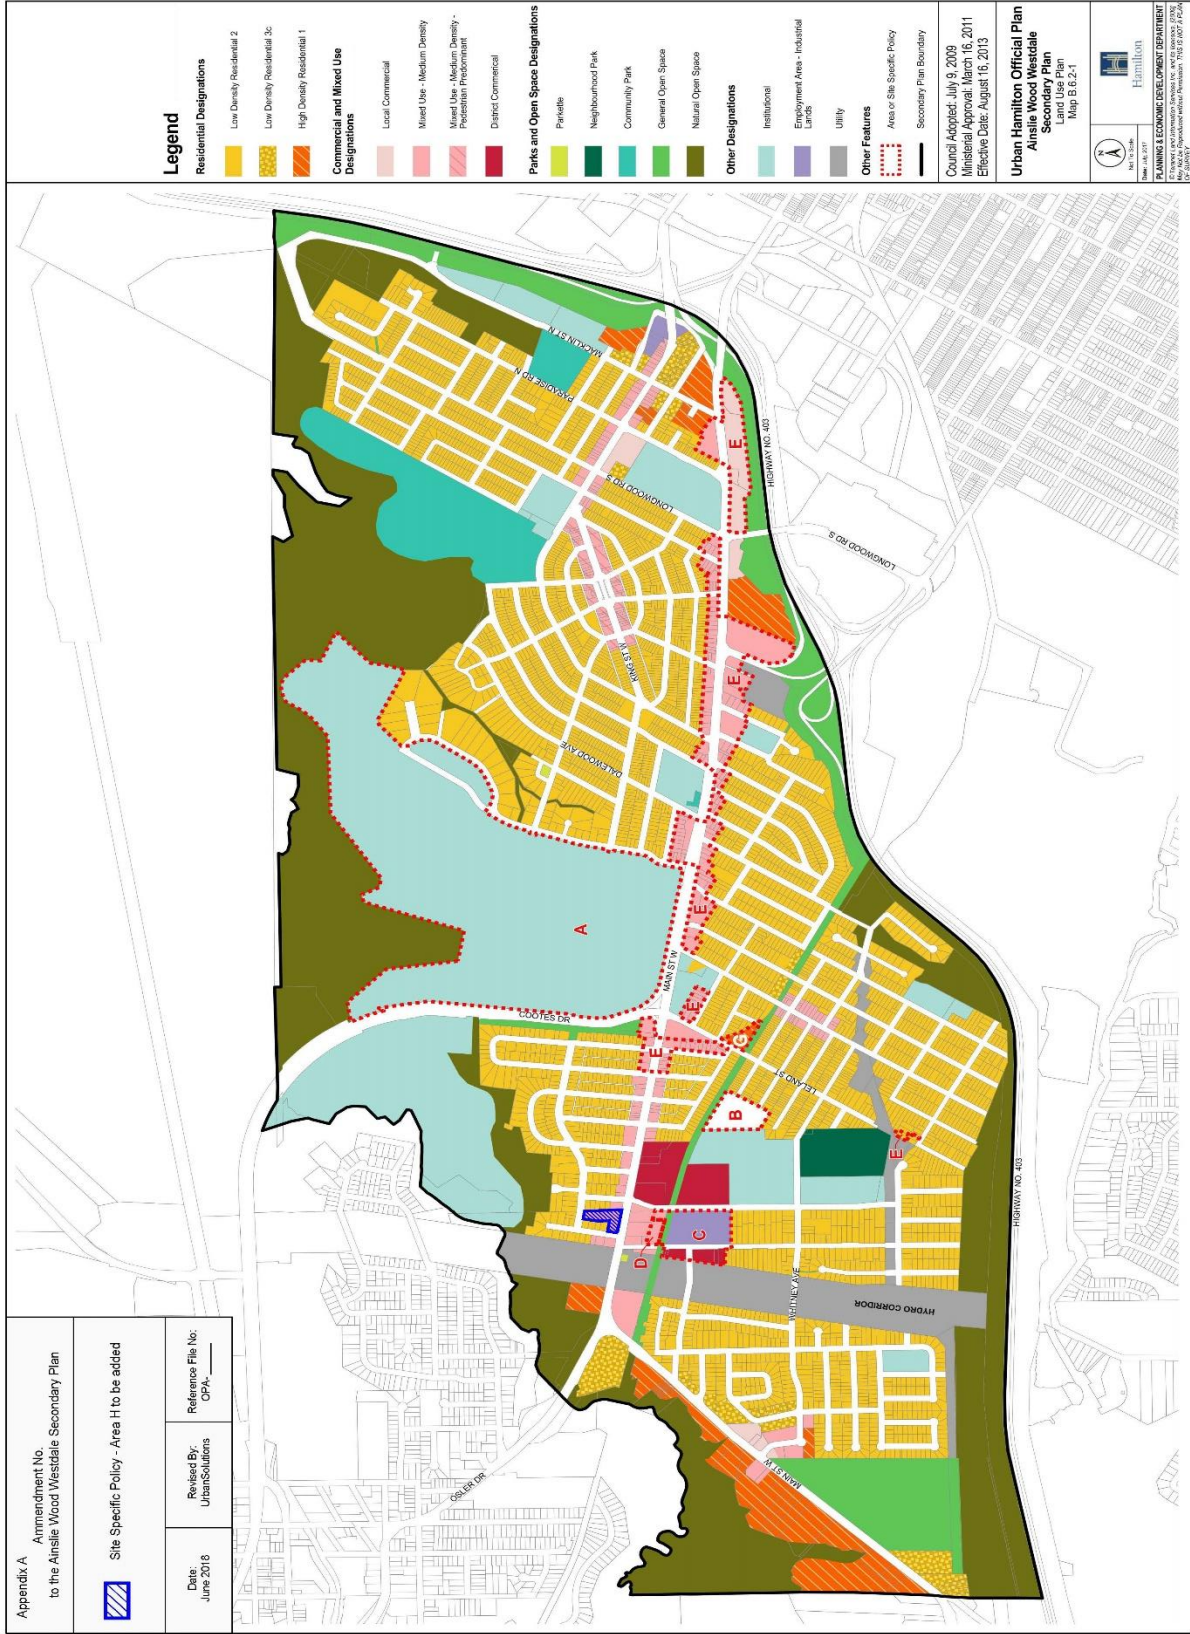 Appendix A
Ammendment No.
to the Ainslie Wood Westdale Secondary Plan
Site Specific Policy - Area H to be added
Date:
June 2018
Revised By:
UrbanSolutions
Reference File No:
OPA-_____
OSLER DR
MAIN ST W
WHITNEY AVE
HYDRO CORRIDOR
D
C
B
E
LELAND ST
G
E
E
COOTES DR
MAIN ST W
A
E
DALEWOOD AVE
KING ST W
E
HIGHWAY NO. 403
LONGWOOD RD S
LONGWOOD RD S
E
HIGHWAY NO. 403
PARADISE RD N
MACKLIN ST N
Legend
Residential Designations
Low Density Residential 2
Low Density Residential 3c
High Density Residential 1
Commercial and Mixed Use
Designations
Local Commercial
Mixed Use - Medium Density
Mixed Use - Medium Density -
Pedestrian Predominant
District Commerical
Parks and Open Space Designations
Parkette
Neighbourhood Park
Community Park
General Open Space
Natural Open Space
Other Designations
Institutional
Employment Area - Industrial
Lands
Utility
Other Features
Area or Site Specific Policy
Secondary Plan Boundary
Council Adopted: July 9, 2009
Ministerial Approval: March 16, 2011
Effective Date: August 16, 2013
Urban Hamilton Official Plan
Ainslie Wood Westdale
Secondary Plan
Land Use Plan
Map B.6.2-1
N
Not To Scale
Date: July, 2017
Hamilton
PLANNING & ECONOMIC DEVELOPMENT DEPARTMENT